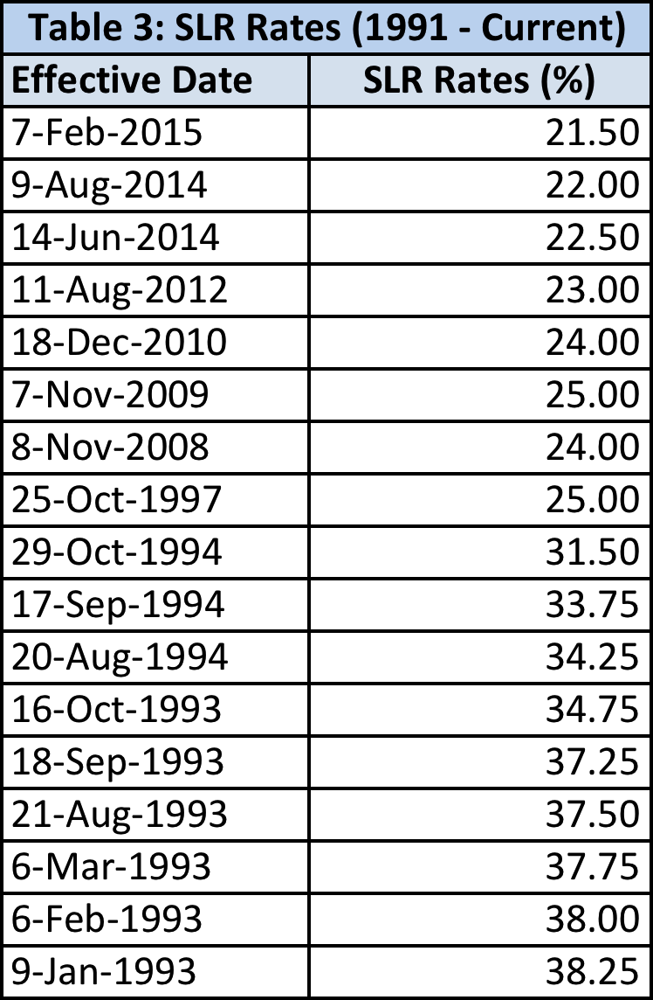 Table 3: SLR Rates (1991 - Current)
Effective Date SLR Rates (%)
7-Feb-2015 21.50
9-Aug-2014 22.00
14-Jun-2014 22.50
11-Aug-2012 23.00
18-Dec-2010 24.00
7-Nov-2009 25.00
8-Nov-2008 24.00
25-Oct-1997 25.00
29-Oct-1994 31.50
17-Sep-1994 33.75
20-Aug-1994 34.25
16-Oct-1993 34.75
18-Sep-1993 37.25
21-Aug-1993 37.50
6-Mar-1993 37.75
6-Feb-1993 38.00
9-Jan-1993 38.25